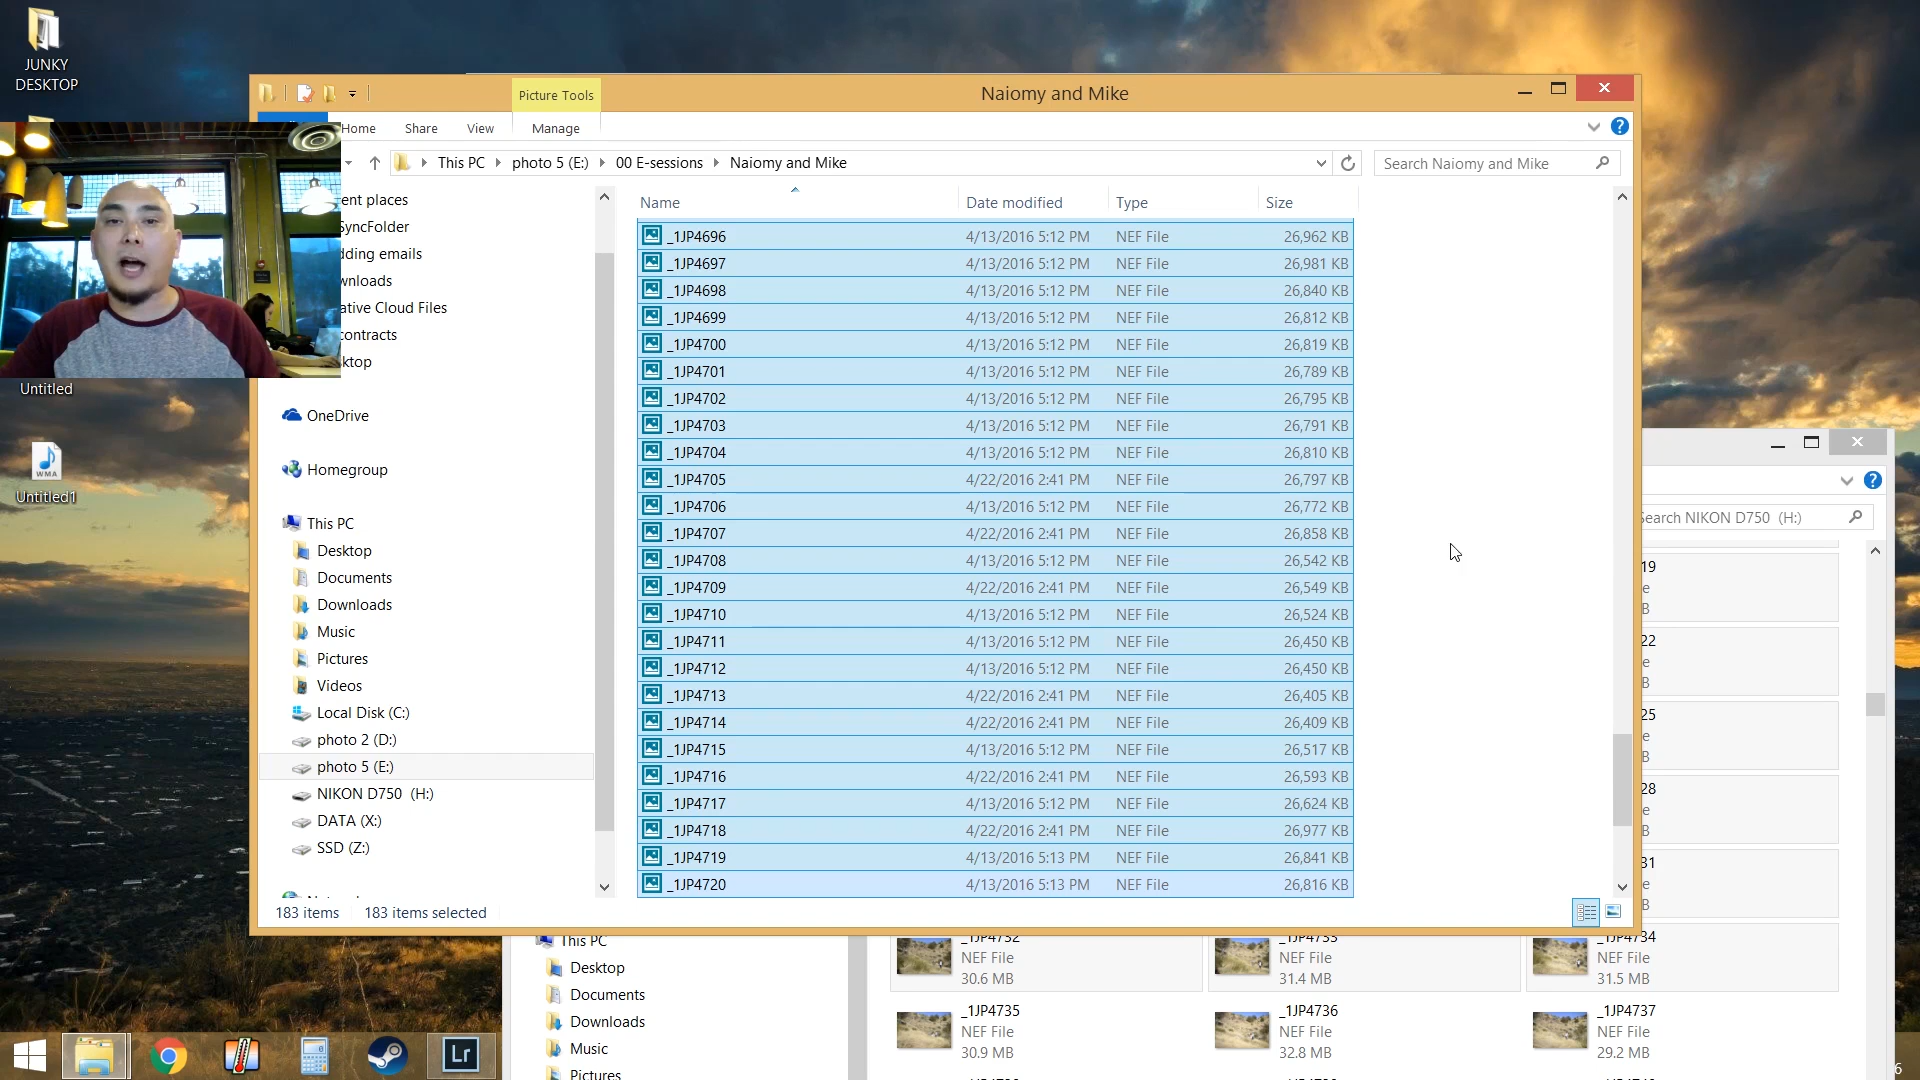 JUNKY
DESKTOP
Untitled
WMA
Untitled1
Picture Tools
Naiomy and Mike
Home Share View Manage
This PC photo 5 (E:) 00 E-sessions Naiomy and Mike
Search Naiomy and Mike
ent places
SyncFolder
dding emails
wnloads
ative Cloud Files
contracts
ktop
OneDrive
Homegroup
This PC
Desktop
Documents
Downloads
Music
Pictures
Videos
Local Disk (C:)
photo 2 (D:)
photo 5 (E:)
NIKON D750 (H:)
DATA (X:)
SSD (Z:)
Name Date modified Type Size
_1JP4696 4/13/2016 5:12 PM NEF File 26,962 KB
_1JP4697 4/13/2016 5:12 PM NEF File 26,981 KB
_1JP4698 4/13/2016 5:12 PM NEF File 26,840 KB
_1JP4699 4/13/2016 5:12 PM NEF File 26,812 KB
_1JP4700 4/13/2016 5:12 PM NEF File 26,819 KB
_1JP4701 4/13/2016 5:12 PM NEF File 26,789 KB
_1JP4702 4/13/2016 5:12 PM NEF File 26,795 KB
_1JP4703 4/13/2016 5:12 PM NEF File 26,791 KB
_1JP4704 4/13/2016 5:12 PM NEF File 26,810 KB
_1JP4705 4/22/2016 2:41 PM NEF File 26,797 KB
_1JP4706 4/13/2016 5:12 PM NEF File 26,772 KB
_1JP4707 4/22/2016 2:41 PM NEF File 26,858 KB
_1JP4708 4/13/2016 5:12 PM NEF File 26,542 KB
_1JP4709 4/22/2016 2:41 PM NEF File 26,549 KB
_1JP4710 4/13/2016 5:12 PM NEF File 26,524 KB
_1JP4711 4/13/2016 5:12 PM NEF File 26,450 KB
_1JP4712 4/13/2016 5:12 PM NEF File 26,450 KB
_1JP4713 4/22/2016 2:41 PM NEF File 26,405 KB
_1JP4714 4/22/2016 2:41 PM NEF File 26,409 KB
_1JP4715 4/13/2016 5:12 PM NEF File 26,517 KB
_1JP4716 4/22/2016 2:41 PM NEF File 26,593 KB
_1JP4717 4/13/2016 5:12 PM NEF File 26,624 KB
_1JP4718 4/22/2016 2:41 PM NEF File 26,977 KB
_1JP4719 4/13/2016 5:13 PM NEF File 26,841 KB
_1JP4720 4/13/2016 5:13 PM NEF File 26,816 KB
183 items 183 items selected
Search NIKON D750 (H:)
19
e
B
22
e
B
25
e
B
28
e
B
31
e
B
This PC
Desktop
Documents
Downloads
Music
Pictures
_1JP4732
NEF File
30.6 MB
_1JP4733
NEF File
31.4 MB
_1JP4734
NEF File
31.5 MB
_1JP4735
NEF File
30.9 MB
_1JP4736
NEF File
32.8 MB
_1JP4737
NEF File
29.2 MB
Lr
6